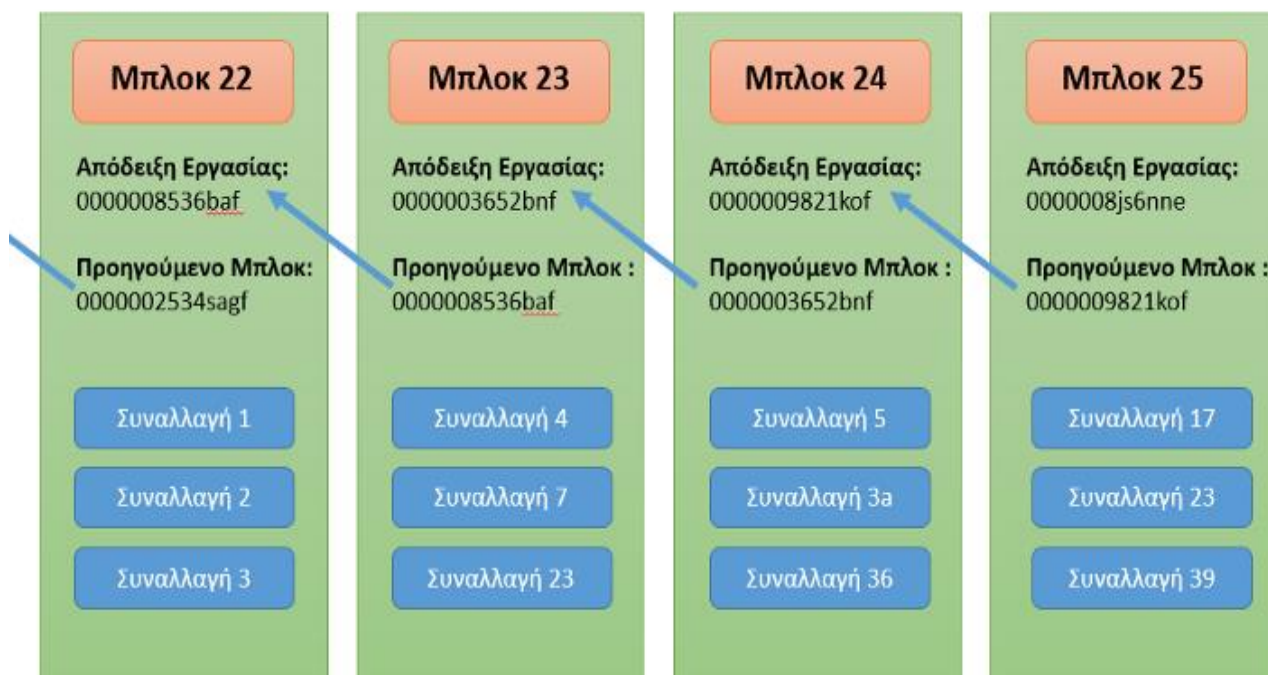 Μπλοκ 22
Απόδειξη Εργασίας:
0000008536baf
Προηγούμενο Μπλοκ:
0000002534sagf
Συναλλαγή 1
Συναλλαγή 2
Συναλλαγή 3
Μπλοκ 23
Απόδειξη Εργασίας:
0000003652bnf
Προηγούμενο Μπλοκ :
0000008536baf
Συναλλαγή 4
Συναλλαγή 7
Συναλλαγή 23
Μπλοκ 24
Απόδειξη Εργασίας:
0000009821kof
Προηγούμενο Μπλοκ :
0000003652bnf
Συναλλαγή 5
Συναλλαγή 3a
Συναλλαγή 36
Μπλοκ 25
Απόδειξη Εργασίας:
0000008js6nne
Προηγούμενο Μπλοκ :
0000009821kof
Συναλλαγή 17
Συναλλαγή 23
Συναλλαγή 39